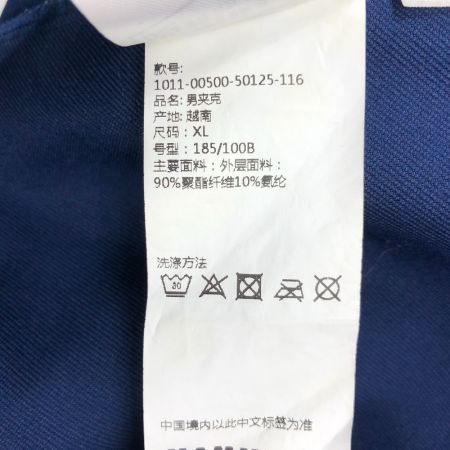 款号:
1011-00500-50125-116
品名: 男夹克
产地: 越南
尺码: XL
号型: 185/100B
主要面料: 外层面料:
90%聚酯纤维10%氨纶
洗涤方法
30
中国境内以此中文标签为准